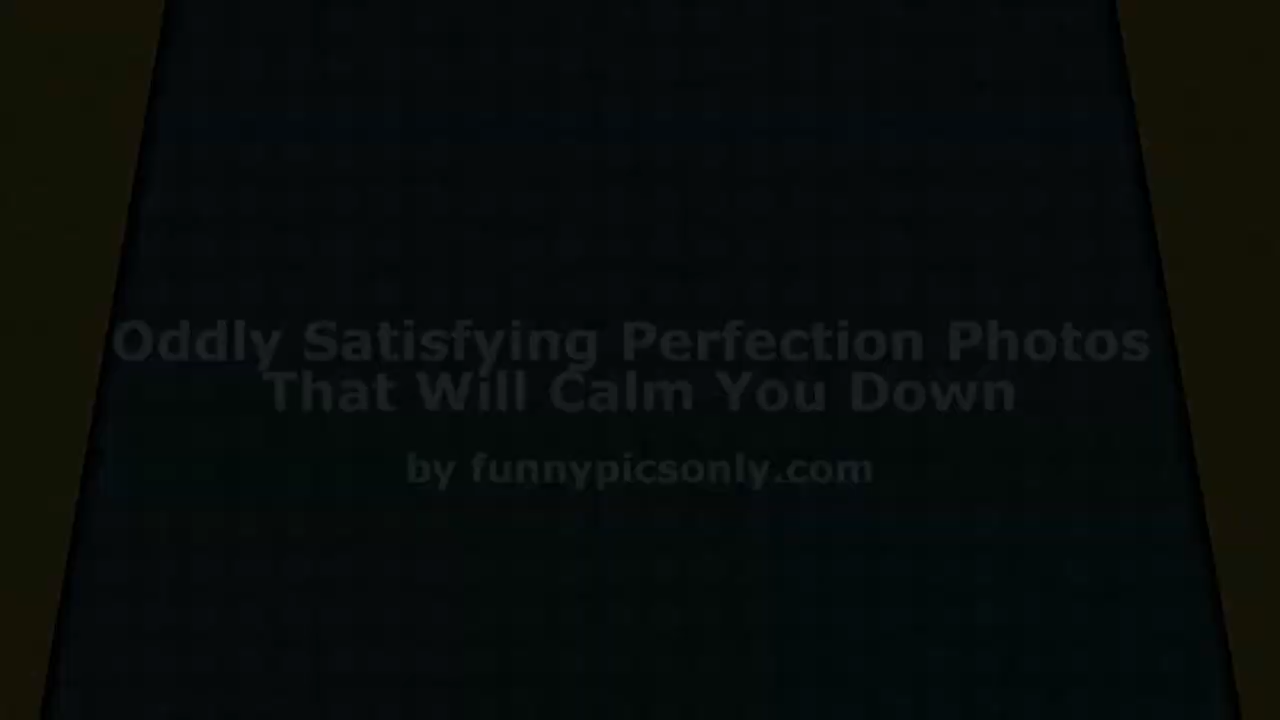 Oddly Satisfying Perfection Photos
That Will Calm You Down
by funnypicsonly.com